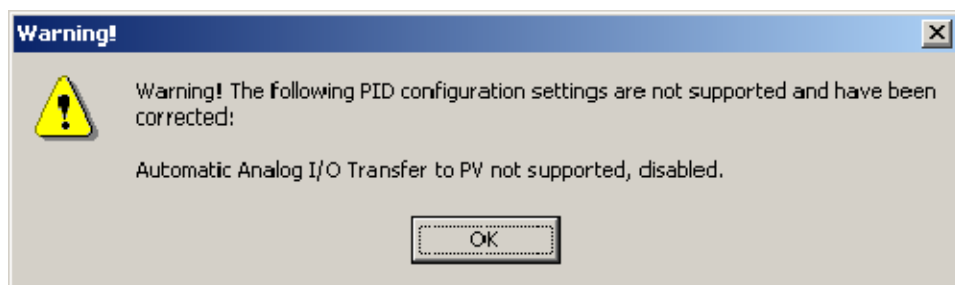 Warning!
Warning! The following PID configuration settings are not supported and have been
corrected:
Automatic Analog I/O Transfer to PV not supported, disabled.
OK